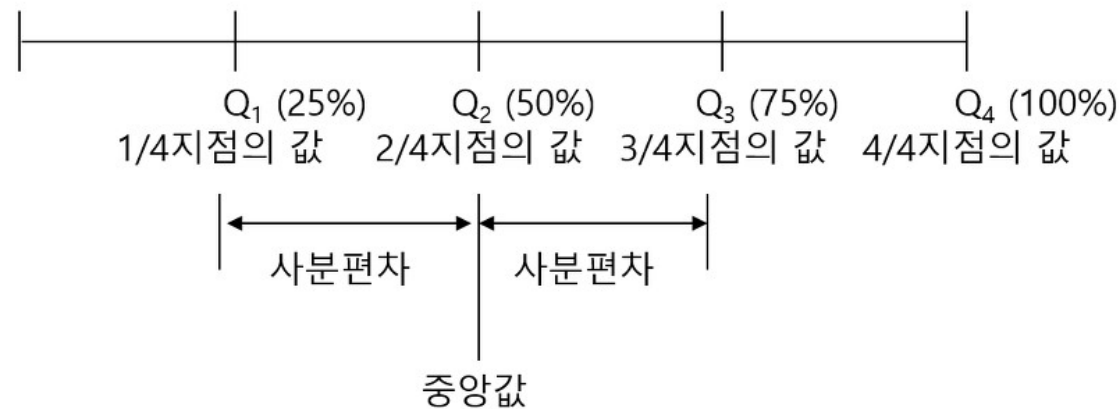 Q₁ (25%) Q₂ (50%) Q₃ (75%) Q₄ (100%)
1/4지점의 값 2/4지점의 값 3/4지점의 값 4/4지점의 값
사분편차 사분편차
중앙값